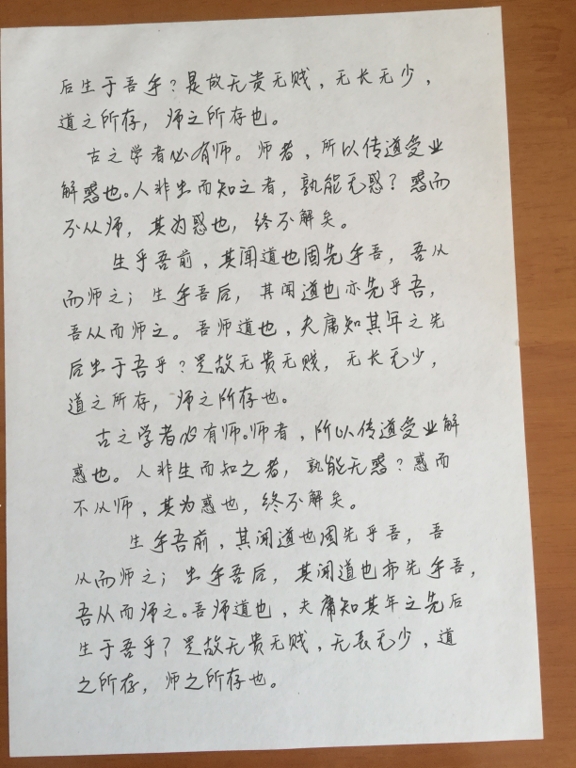 后生于吾乎？是故无贵无贱，无长无少，
道之所存，师之所存也。
古之学者必有师。师者，所以传道受业
解惑也。人非生而知之者，孰能无惑？惑而
不从师，其为惑也，终不解矣。
生乎吾前，其闻道也固先乎吾，吾从
而师之；生乎吾后，其闻道也亦先乎吾，
吾从而师之。吾师道也，夫庸知其年之先
后生于吾乎？是故无贵无贱，无长无少，
道之所存，师之所存也。
古之学者必有师。师者，所以传道受业解
惑也。人非生而知之者，孰能无惑？惑而
不从师，其为惑也，终不解矣。
生乎吾前，其闻道也固先乎吾，吾
从而师之；生乎吾后，其闻道也亦先乎吾，
吾从而师之。吾师道也，夫庸知其年之先后
生于吾乎？是故无贵无贱，无长无少，道
之所存，师之所存也。